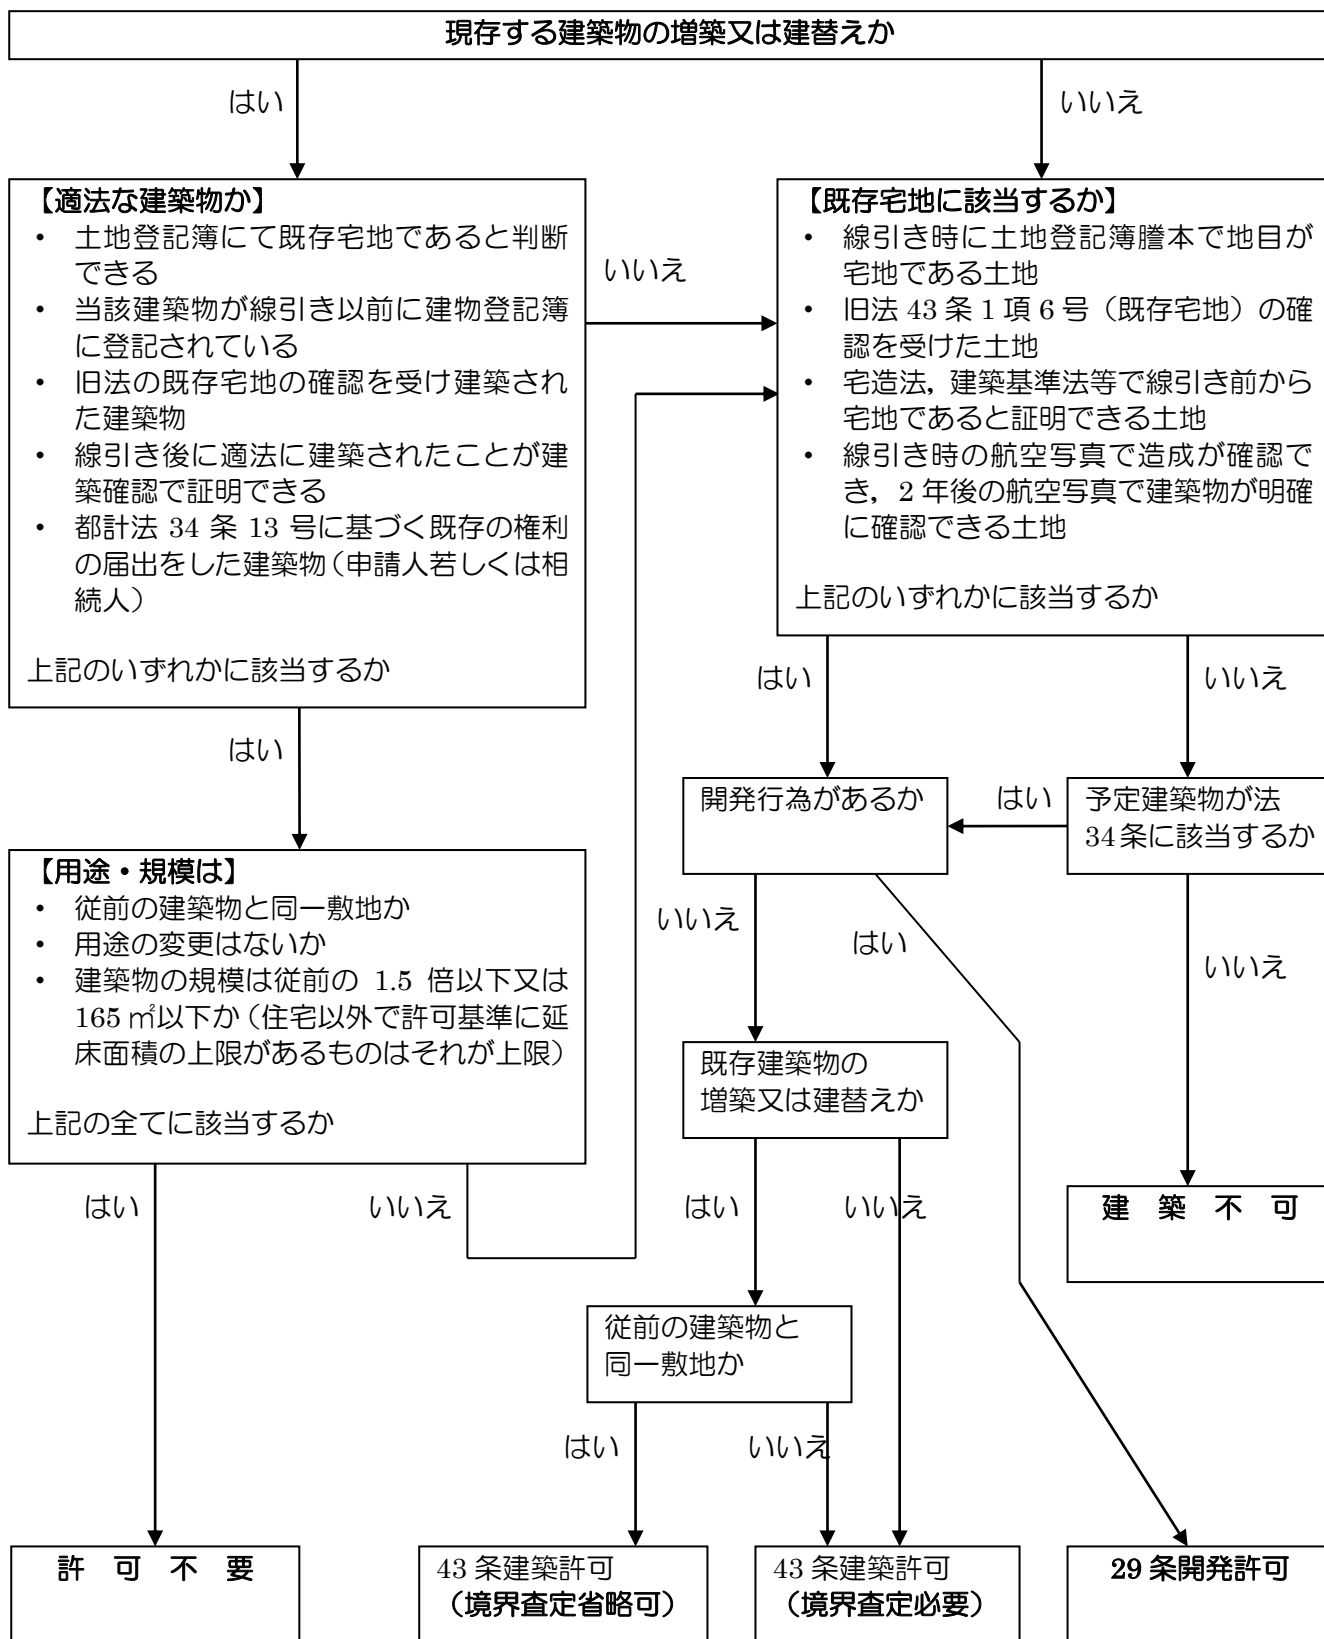 現存する建築物の増築又は建替えか
はい
いいえ
【適法な建築物か】
・ 土地登記簿にて既存宅地であると判断
できる
・ 当該建築物が線引き以前に建物登記簿
に登記されている
・ 旧法の既存宅地の確認を受け建築され
た建築物
・ 線引き後に適法に建築されたことが建
築確認で証明できる
・ 都計法 34 条 13 号に基づく既存の権利
の届出をした建築物（申請人若しくは相
続人）
上記のいずれかに該当するか
いいえ
【既存宅地に該当するか】
・ 線引き時に土地登記簿謄本で地目が
宅地である土地
・ 旧法 43 条 1 項 6 号（既存宅地）の確
認を受けた土地
・ 宅造法，建築基準法等で線引き前から
宅地であると証明できる土地
・ 線引き時の航空写真で造成が確認で
き，2 年後の航空写真で建築物が明確
に確認できる土地
上記のいずれかに該当するか
はい
はい
いいえ
開発行為があるか
はい
予定建築物が法
34 条に該当するか
【用途・規模は】
・ 従前の建築物と同一敷地か
・ 用途の変更はないか
・ 建築物の規模は従前の 1.5 倍以下又は
165 ㎡以下か（住宅以外で許可基準に延
床面積の上限があるものはそれが上限）
上記の全てに該当するか
いいえ
はい
いいえ
既存建築物の
増築又は建替えか
はい
いいえ
はい
いいえ
建 築 不 可
従前の建築物と
同一敷地か
はい
いいえ
許 可 不 要
43 条建築許可
（境界査定省略可）
43 条建築許可
（境界査定必要）
29 条開発許可